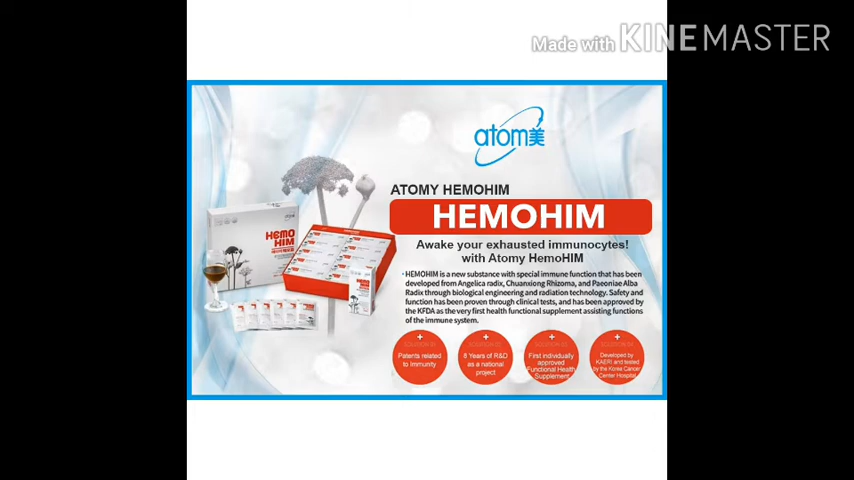 Made with KINEMASTER
atom美
ATOMY HEMOHIM
HEMOHIM
HEMO
HIM
Awake your exhausted immunocytes!
with Atomy HemoHIM
· HEMOHIM is a new substance with special immune function that has been
developed from Angelica radix, Chuanxiong Rhizoma, and Paeoniae Alba
Radix through biological engineering and radiation technology. Safety and
function has been proven through clinical tests, and has been approved by
the KFDA as the very first health functional supplement assisting functions
of the immune system.
Patents related
to Immunity
8 Years of R&D
as a national
project
First individually
approved
Functional Health
Supplement
Developed by
KAERI and tested
by the Korea Cancer
Center Hospital